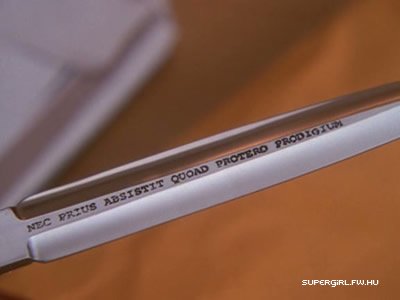 NEC PRIUS ABSISTIT QUOAD PROTERO PRODIGIUM
SUPERGIRL.FW.HU